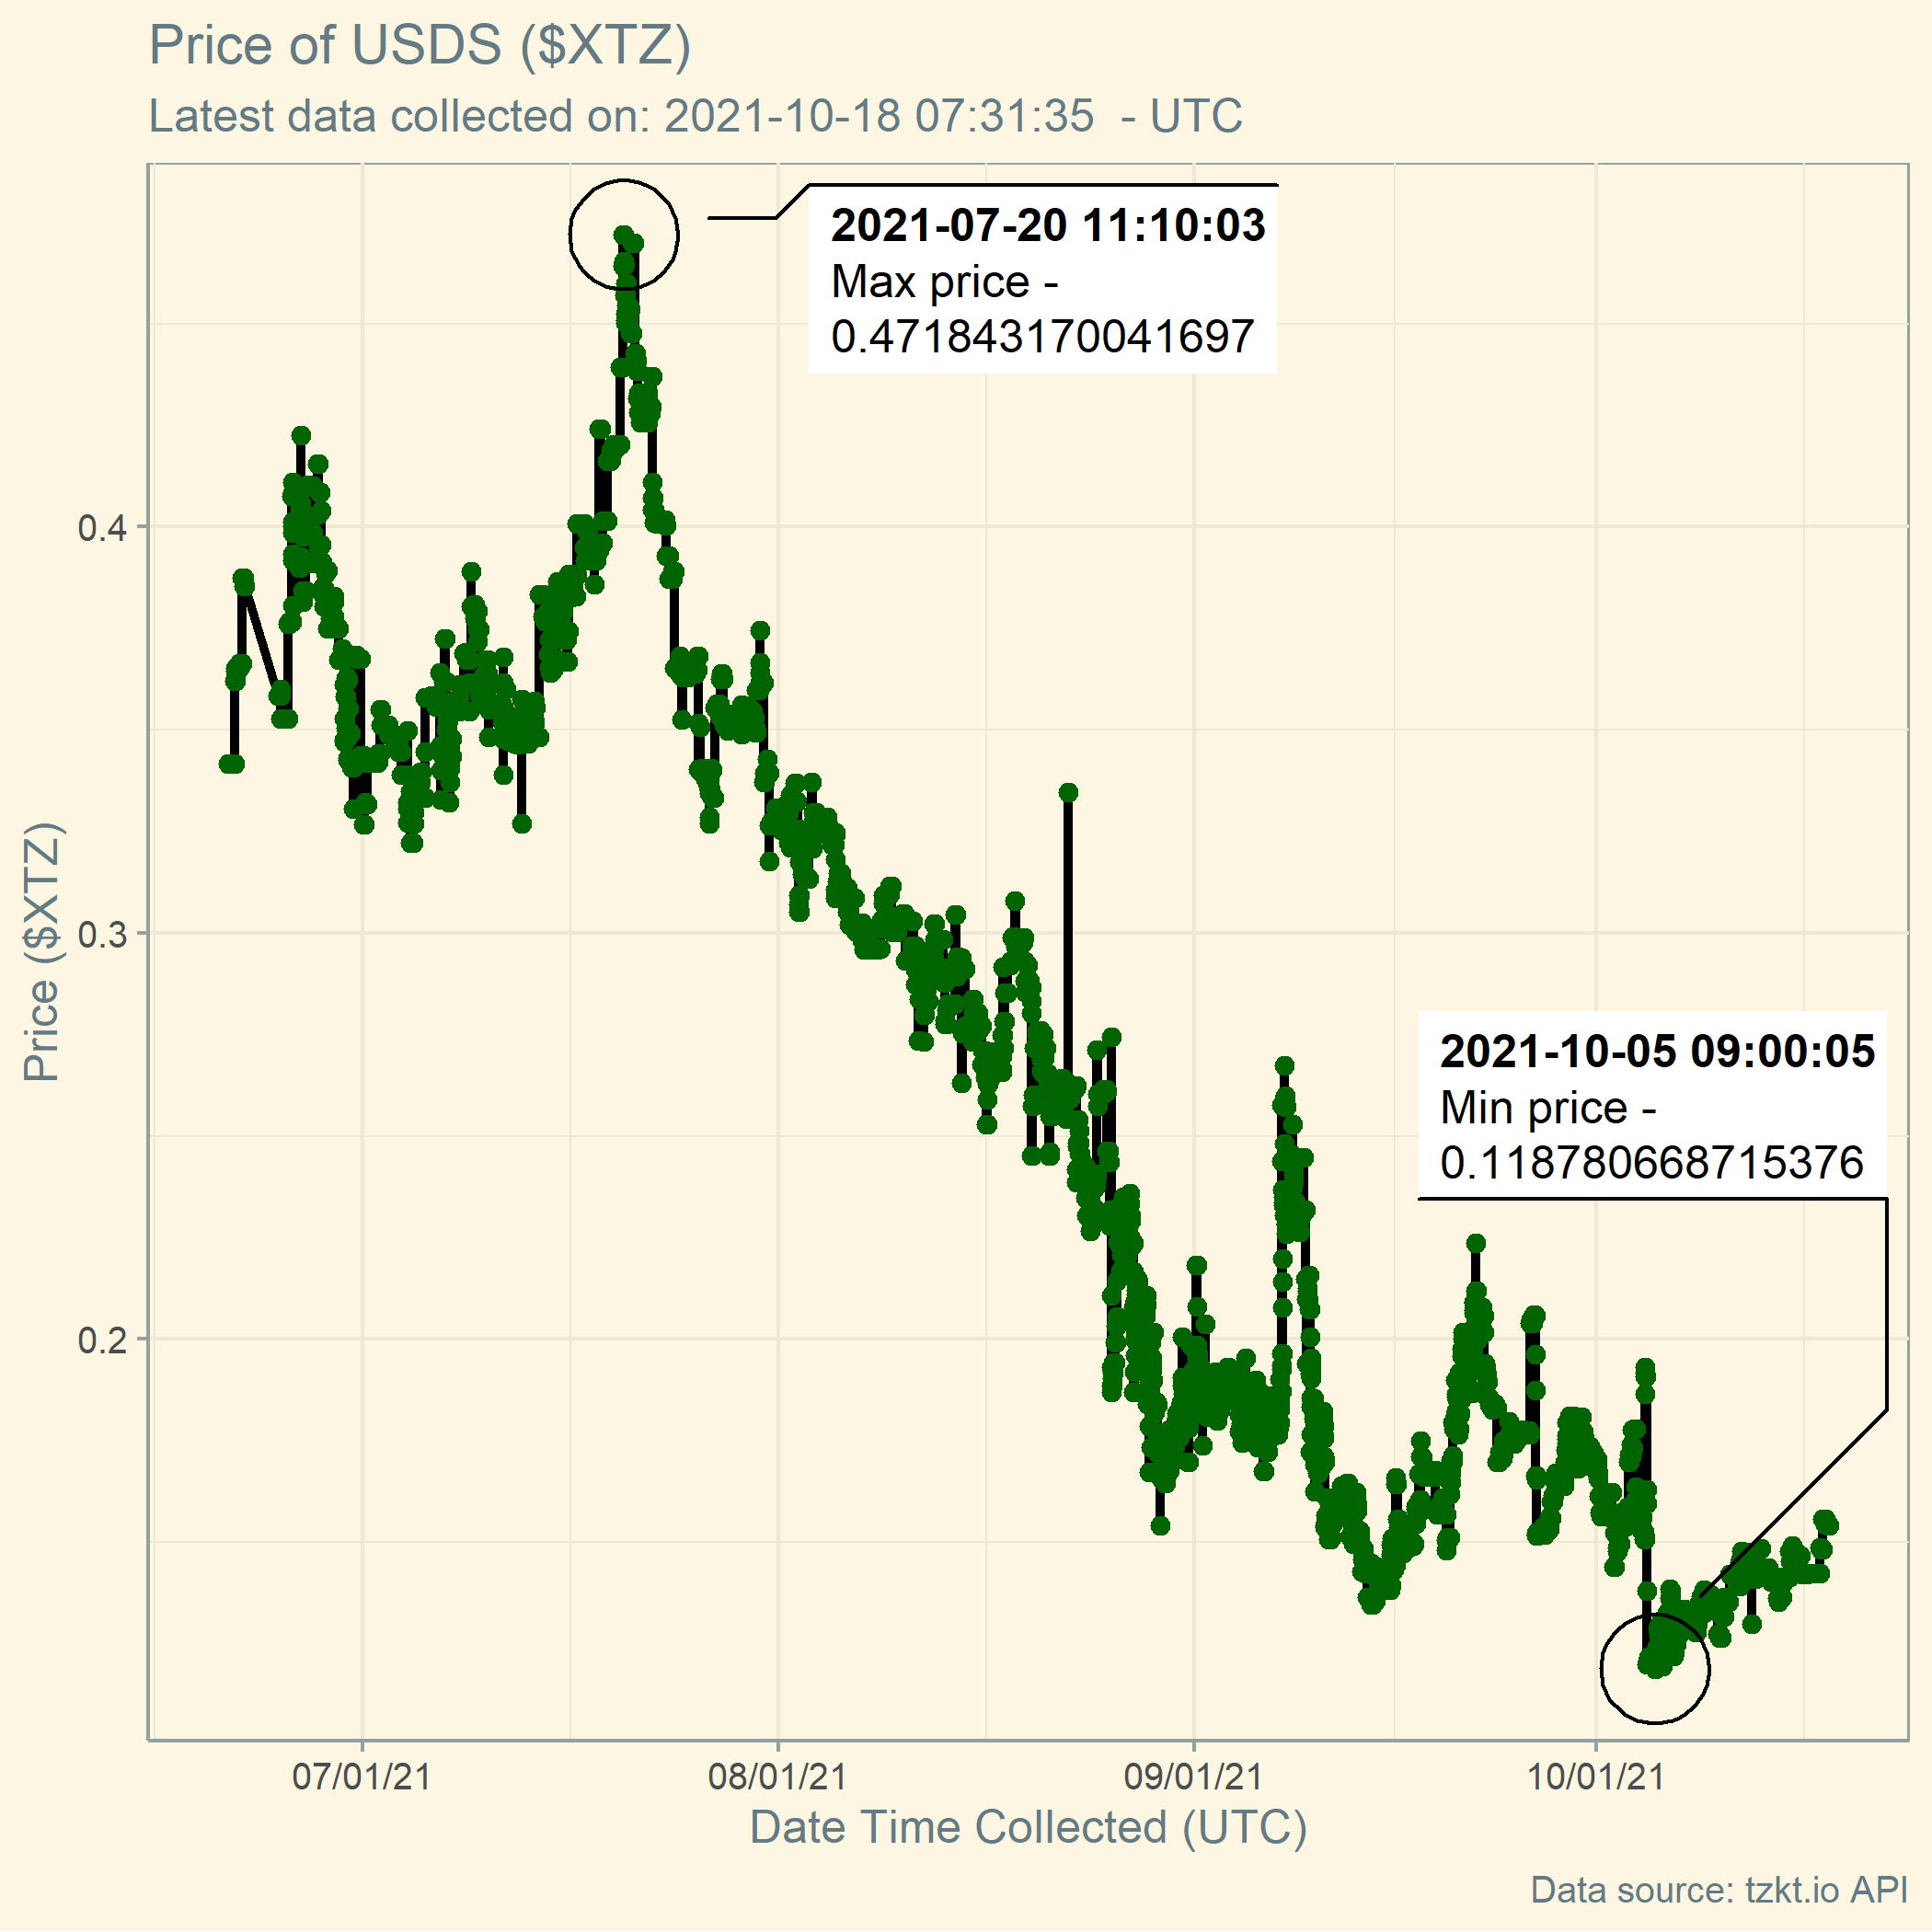 Price of USDS ($XTZ)
Latest data collected on: 2021-10-18 07:31:35  - UTC
2021-07-20 11:10:03
Max price -
0.471843170041697
0.4
0.3
0.2
Price ($XTZ)
2021-10-05 09:00:05
Min price -
0.118780668715376
07/01/21
08/01/21
09/01/21
10/01/21
Date Time Collected (UTC)
Data source: tzkt.io API